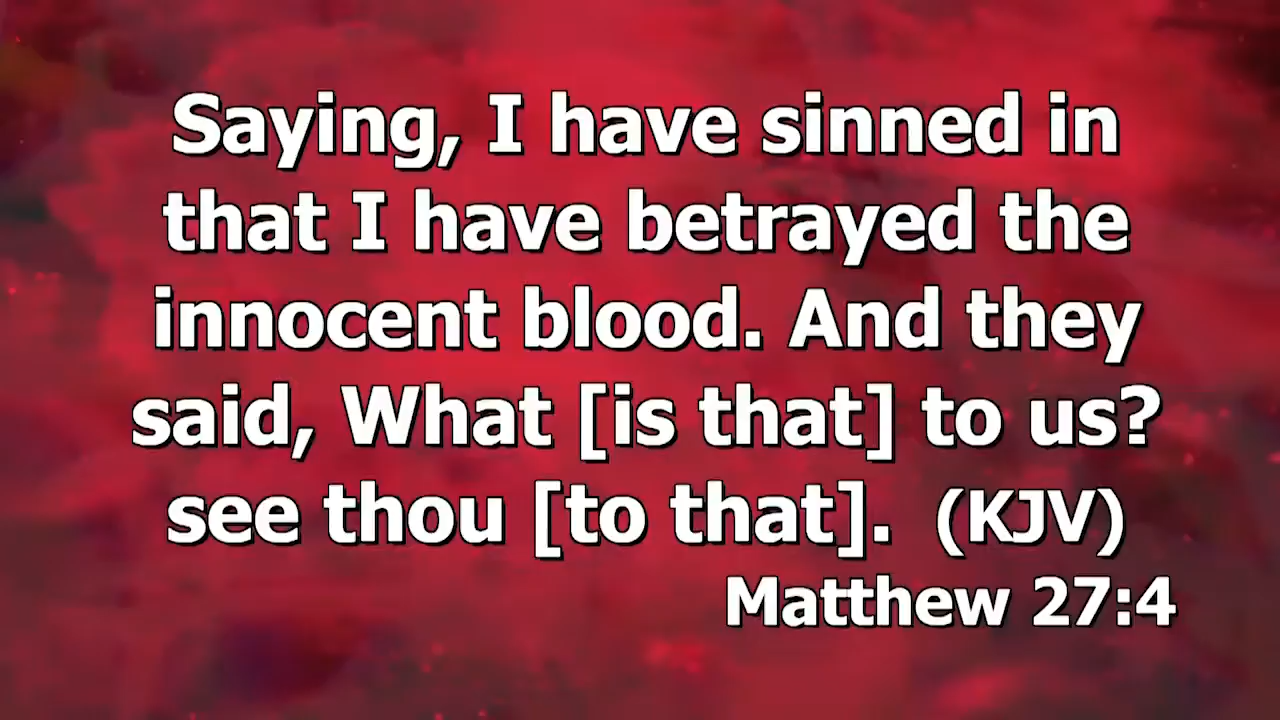 Saying, I have sinned in
that I have betrayed the
innocent blood. And they
said, What [is that] to us?
see thou [to that].  (KJV)
Matthew 27:4